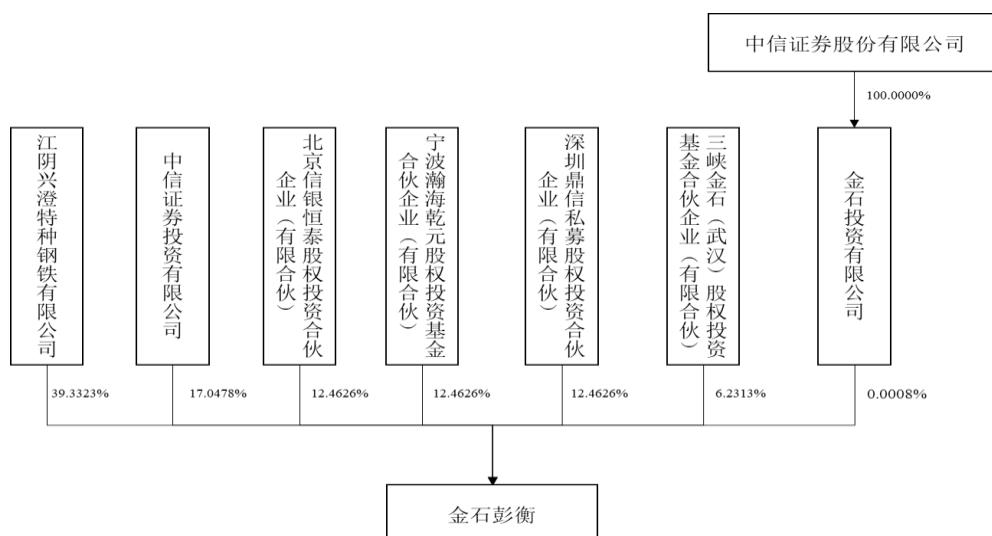 中信证券股份有限公司
100.0000%
江阴兴澄特种钢铁有限公司
中信证券投资有限公司
北京信银恒泰股权投资合伙
企业（有限合伙）
宁波瀚海乾元股权投资基金
合伙企业（有限合伙）
深圳鼎信私募股权投资合伙
企业（有限合伙）
三峡金石（武汉）股权投资
基金合伙企业（有限合伙）
金石投资有限公司
39.3323%
17.0478%
12.4626%
12.4626%
12.4626%
6.2313%
0.0008%
金石彭衡